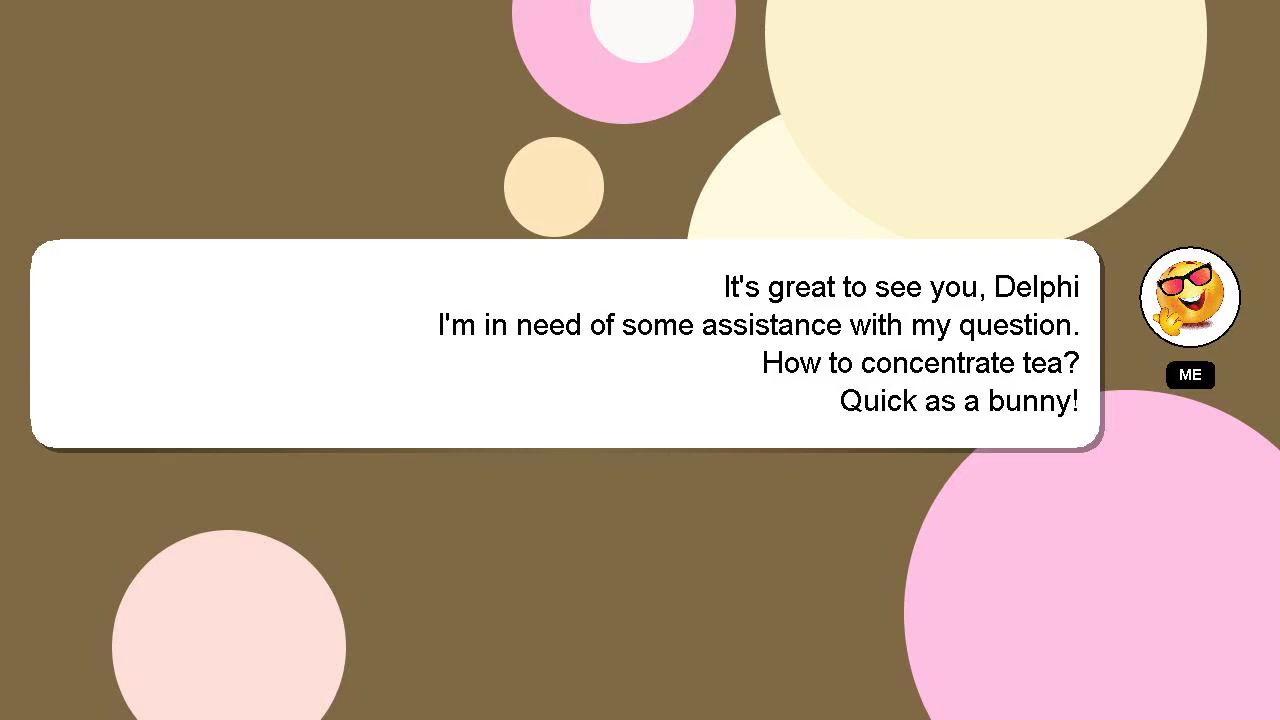 It's great to see you, Delphi
I'm in need of some assistance with my question.
How to concentrate tea?
Quick as a bunny!
ME